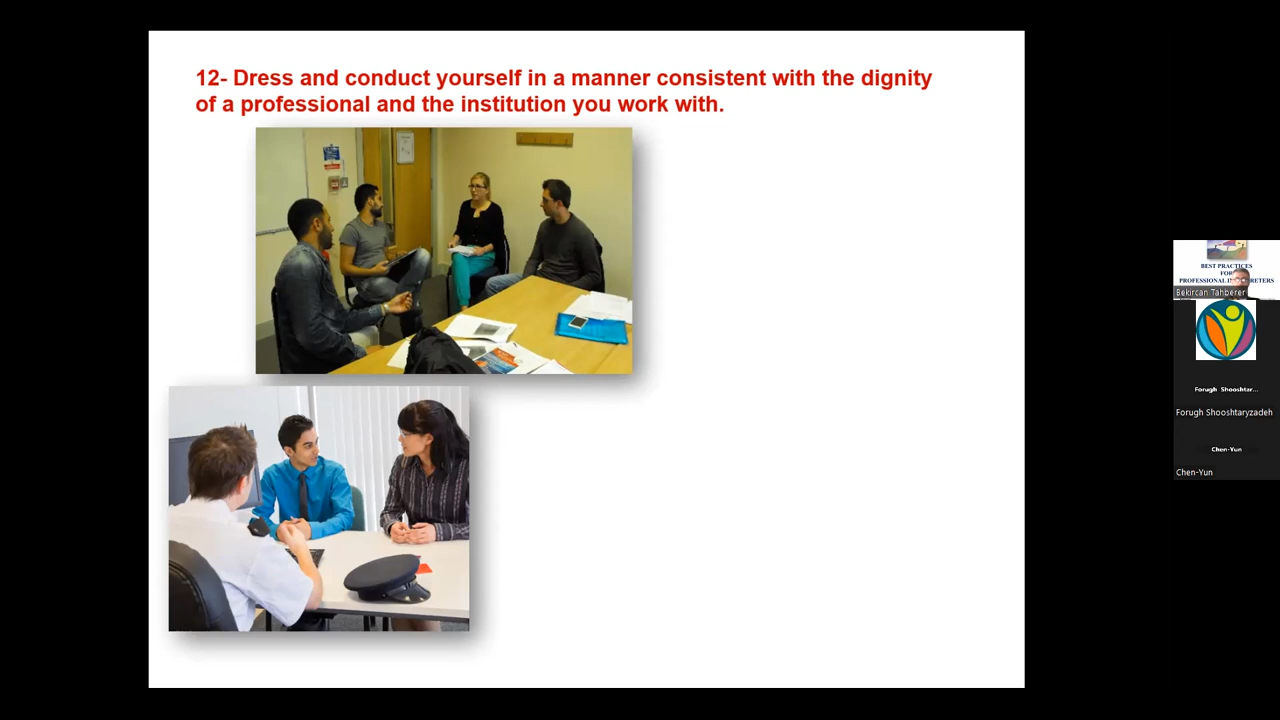 12- Dress and conduct yourself in a manner consistent with the dignity
of a professional and the institution you work with.
BEST PRACTICES
FOR
PROFESSIONAL
Bekircan Tahberer
Forugh Shooshtar...
Forugh Shooshtaryzadeh
Chen-Yun
Chen-Yun